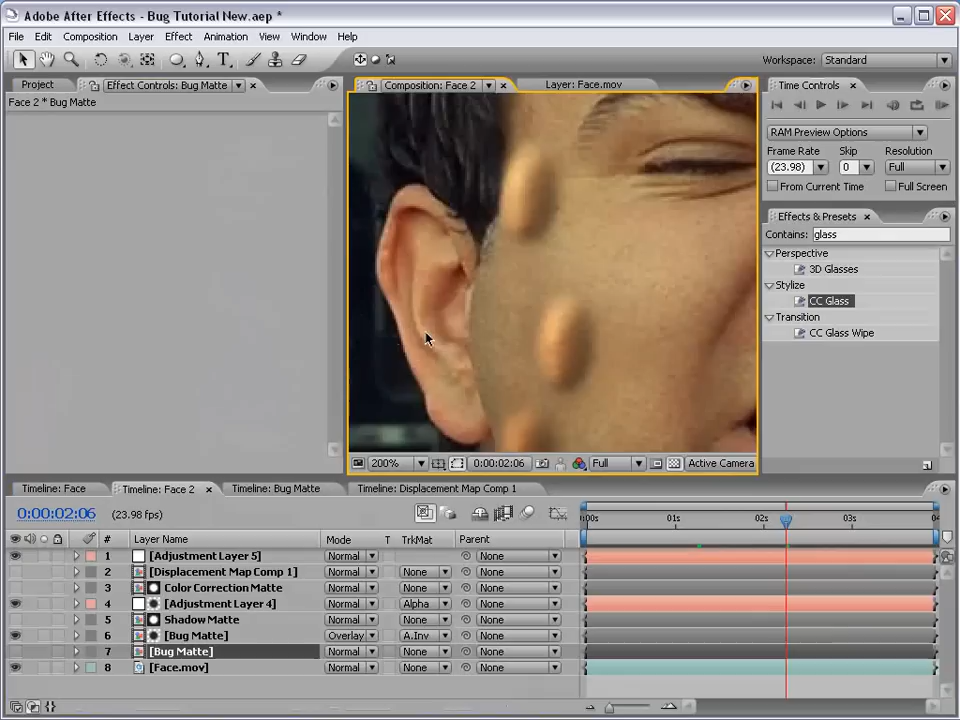 Adobe After Effects - Bug Tutorial New.aep *
File Edit Composition Layer Effect Animation View Window Help
Workspace: Standard
Project Effect Controls: Bug Matte Composition: Face 2 Layer: Face.mov Time Controls
Face 2 * Bug Matte
RAM Preview Options
Frame Rate Skip Resolution
(23.98) 0 Full
From Current Time Full Screen
Effects & Presets
Contains: glass
Perspective
3D Glasses
Stylize
CC Glass
Transition
CC Glass Wipe
200% 0:00:02:06 Full Active Camera
Timeline: Face Timeline: Face 2 Timeline: Bug Matte Timeline: Displacement Map Comp 1
0:00:02:06 (23.98 fps)
:00s 01s 02s 03s 04
# Layer Name Mode T TrkMat Parent
1 [Adjustment Layer 5] Normal None
2 [Displacement Map Comp 1] Normal None None
3 Color Correction Matte Normal None None
4 [Adjustment Layer 4] Normal Alpha None
5 Shadow Matte Normal None None
6 [Bug Matte] Overlay A.Inv None
7 [Bug Matte] Normal None None
8 [Face.mov] Normal None None